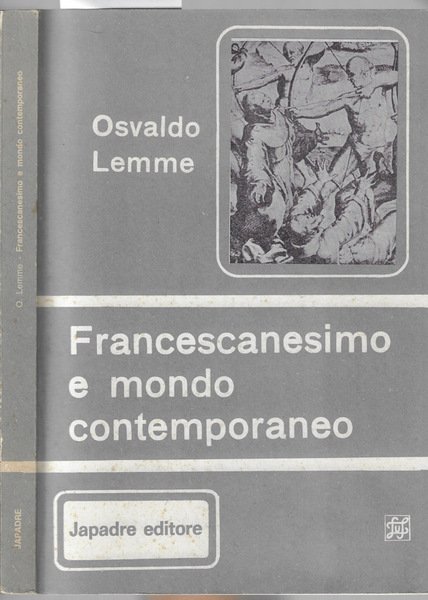 Osvaldo
Lemme
Francescanesimo
e mondo
contemporaneo
Japadre editore
O. Lemme - Francescanesimo e mondo contemporaneo
JAPADRE